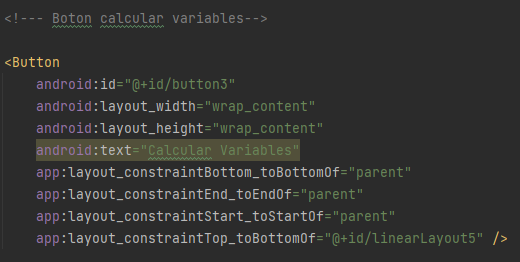 <!--- Boton calcular variables-->
<Button
android:id="@+id/button3"
android:layout_width="wrap_content"
android:layout_height="wrap_content"
android:text="Calcular Variables"
app:layout_constraintBottom_toBottomOf="parent"
app:layout_constraintEnd_toEndOf="parent"
app:layout_constraintStart_toStartOf="parent"
app:layout_constraintTop_toBottomOf="@+id/linearLayout5" />